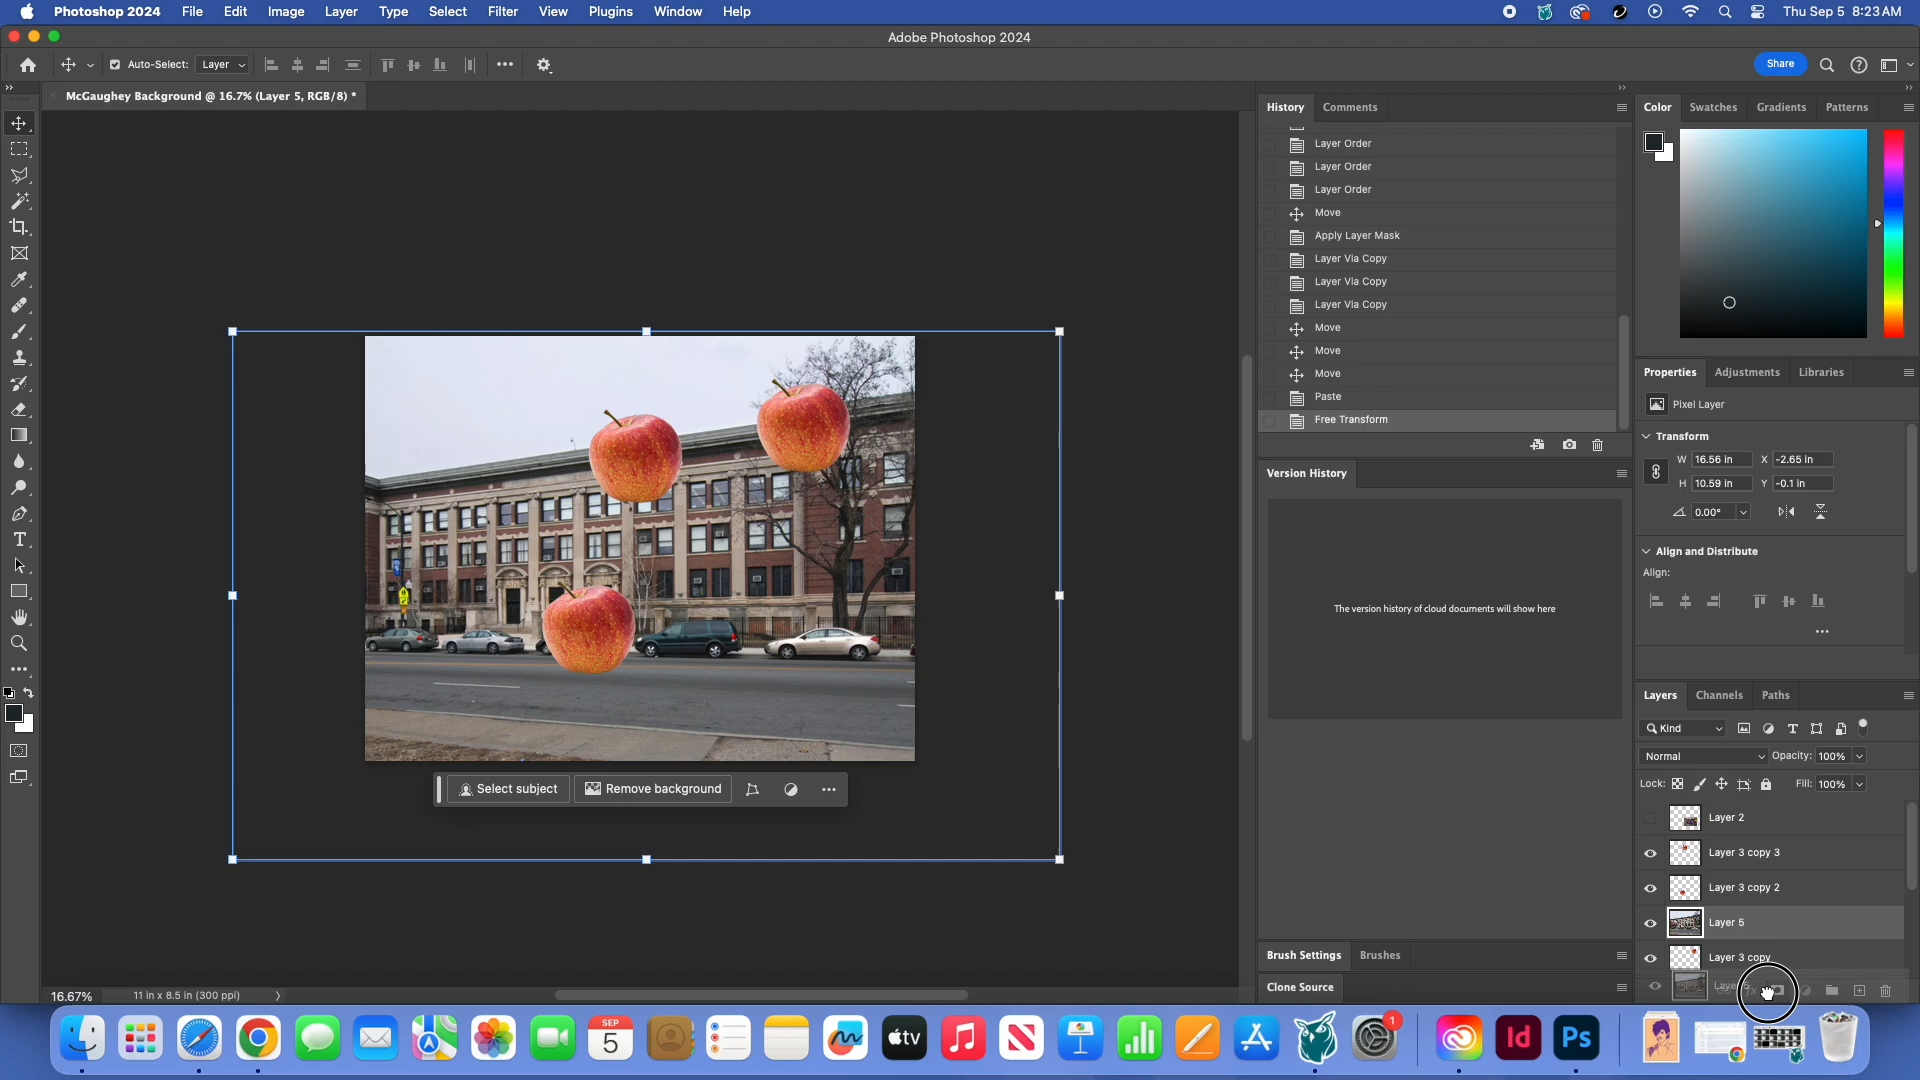 Photoshop 2024 File Edit Image Layer Type Select Filter View Plugins Window Help Thu Sep 5 8:23 AM
Adobe Photoshop 2024
Auto-Select: Layer Share
McGaughey Background @ 16.7% (Layer 5, RGB/8) *
History Comments
Layer Order
Layer Order
Layer Order
Move
Apply Layer Mask
Layer Via Copy
Layer Via Copy
Layer Via Copy
Move
Move
Move
Paste
Free Transform
Version History
The version history of cloud documents will show here
Brush Settings Brushes
Clone Source
Color Swatches Gradients Patterns
Properties Adjustments Libraries
Pixel Layer
Transform
W 16.56 in X -2.65 in
H 10.59 in Y -0.1 in
0.00°
Align and Distribute
Align:
Layers Channels Paths
Kind
Normal Opacity: 100%
Lock: Fill: 100%
Layer 2
Layer 3 copy 3
Layer 3 copy 2
Layer 5
Layer 3 copy
Select subject Remove background
16.67% 11 in x 8.5 in (300 ppi)
SEP
5
tv
1
Id
Ps